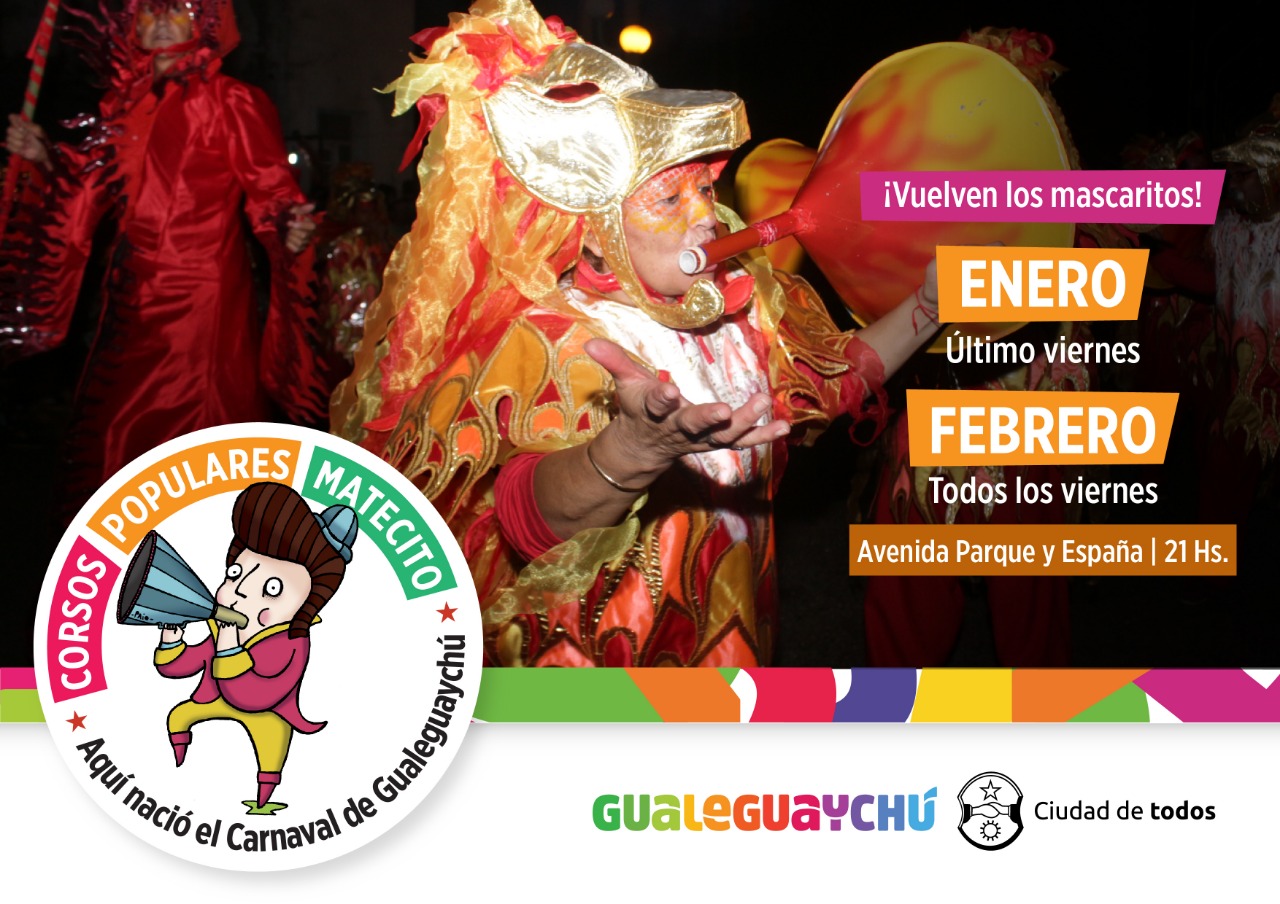 ¡Vuelven los mascaritos!
ENERO
Último viernes
FEBRERO
Todos los viernes
Avenida Parque y España | 21 Hs.
CORSOS POPULARES MATECITO
Aquí nació el Carnaval de Gualeguaychú
GUALEGUAYCHÚ
Ciudad de todos